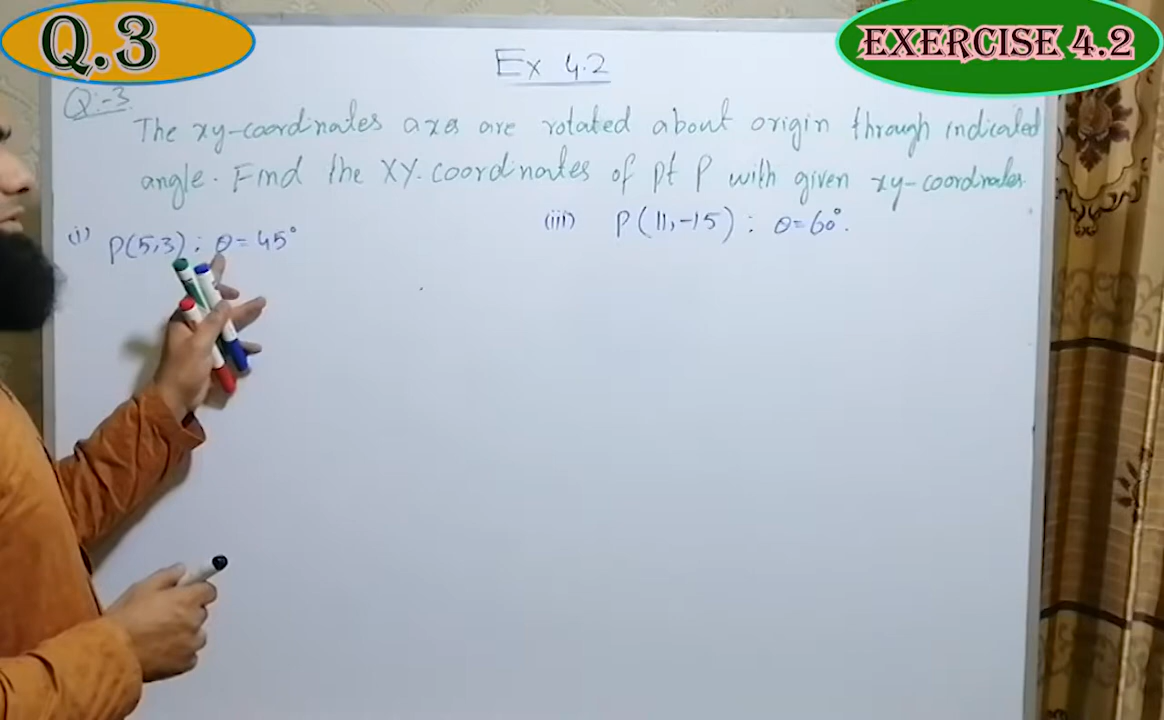 Q.3
EXERCISE 4.2
Ex 4.2
Q:-3
The xy-coordinates axes are rotated about origin through indicated
angle. Find the XY-coordinates of pt P with given xy-coordinates.
(i) P(5,3) ; θ = 45°
(iii) P(11,-15) ; θ=60°.